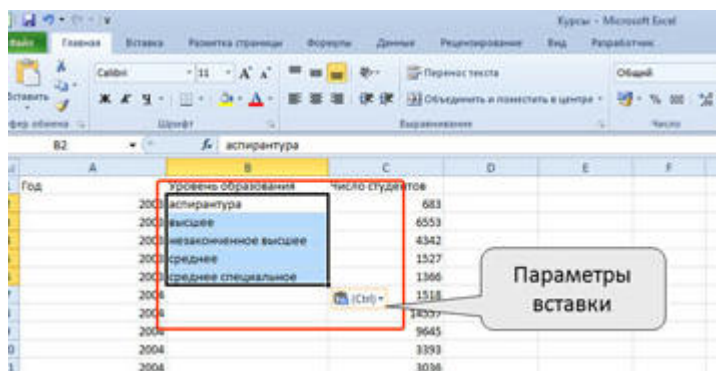 Курсы - Microsoft Excel
Файл Главная Вставка Разметка страницы Формулы Данные Рецензирование Вид Разработчик
Calibri 11 Перенос текста Общий
Вставить Ж К Ч Объединить и поместить в центре % 000
Буфер обмена Шрифт Выравнивание Число
B2 fx аспирантура
A B C D E F
Год Уровень образования Число студентов
2003 аспирантура 683
2003 высшее 6553
2003 незаконченное высшее 4342
2003 среднее 1527
2003 среднее специальное 1366
2004 (Ctrl) 1518
2004 14557
2004 9645
2004 3393
2004 3036
Параметры
вставки